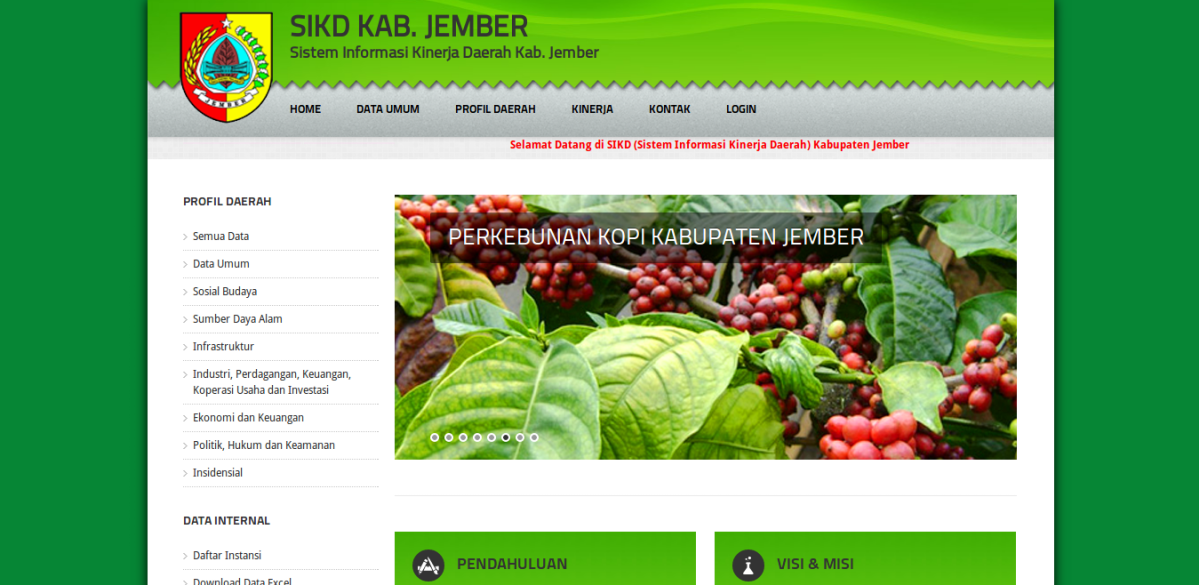 SIKD KAB. JEMBER
Sistem Informasi Kinerja Daerah Kab. Jember
JEMBER
HOME DATA UMUM PROFIL DAERAH KINERJA KONTAK LOGIN
Selamat Datang di SIKD (Sistem Informasi Kinerja Daerah) Kabupaten Jember
PROFIL DAERAH
Semua Data
Data Umum
Sosial Budaya
Sumber Daya Alam
Infrastruktur
Industri, Perdagangan, Keuangan,
Koperasi Usaha dan Investasi
Ekonomi dan Keuangan
Politik, Hukum dan Keamanan
Insidensial
DATA INTERNAL
Daftar Instansi
Download Data Excel
PERKEBUNAN KOPI KABUPATEN JEMBER
PENDAHULUAN
VISI & MISI